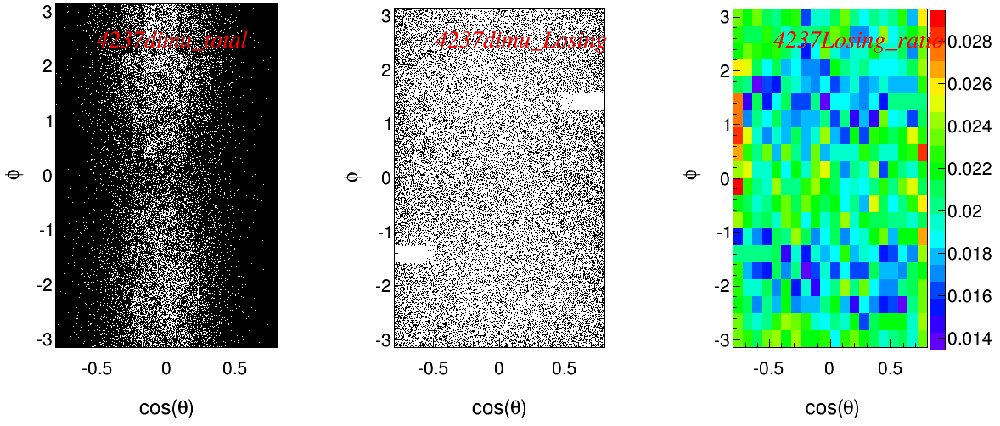 3
2
1
0
-1
-2
-3
4237dimu_total
ϕ
-0.5 0 0.5
cos(θ)
3
2
1
0
-1
-2
-3
4237dimu_Losing
ϕ
-0.5 0 0.5
cos(θ)
3
2
1
0
-1
-2
-3
4237Losing_ratio
ϕ
-0.5 0 0.5
cos(θ)
0.028
0.026
0.024
0.022
0.02
0.018
0.016
0.014